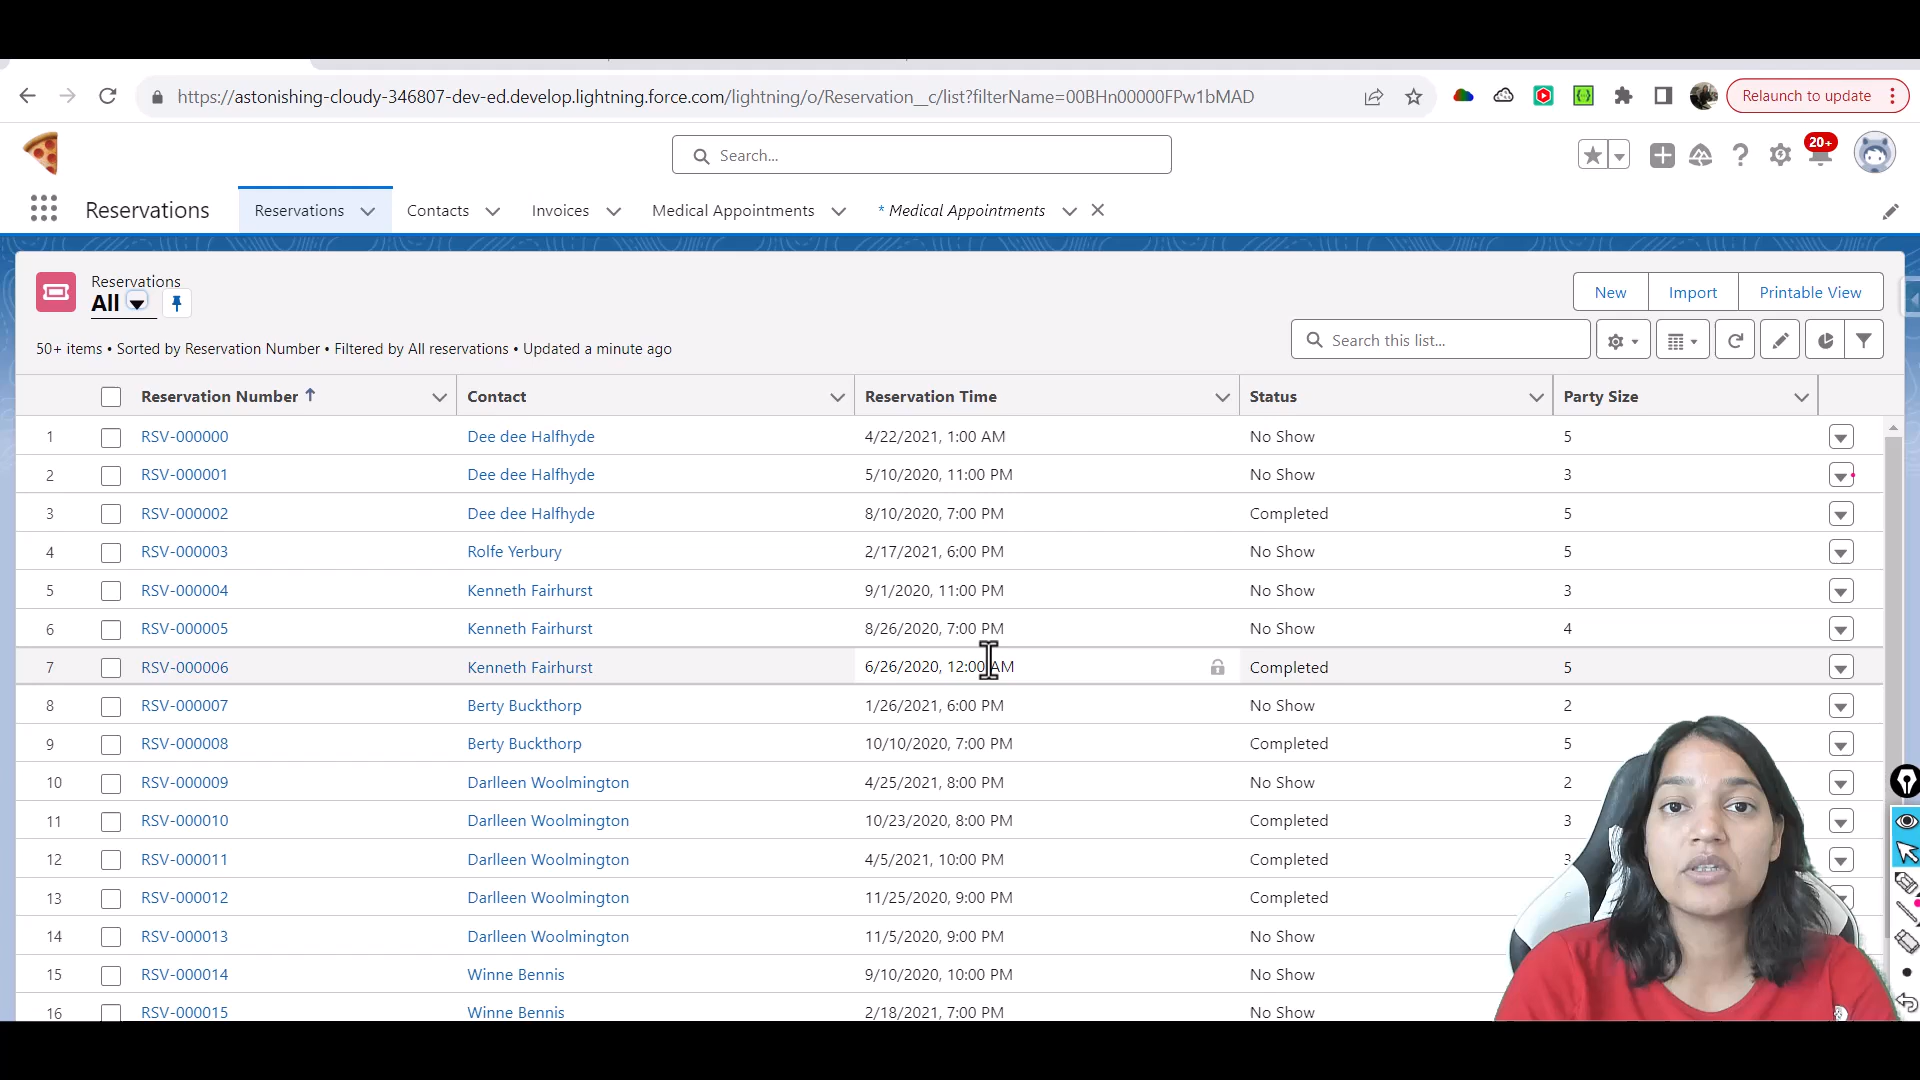 https://astonishing-cloudy-346807-dev-ed.develop.lightning.force.com/lightning/o/Reservation__c/list?filterName=00BHn00000FPw1bMAD
Relaunch to update
Search...
20+
Reservations
Reservations
Contacts
Invoices
Medical Appointments
* Medical Appointments
Reservations
All
New
Import
Printable View
50+ items • Sorted by Reservation Number • Filtered by All reservations • Updated a minute ago
Search this list...
Reservation Number Contact Reservation Time Status Party Size
1 RSV-000000 Dee dee Halfhyde 4/22/2021, 1:00 AM No Show 5
2 RSV-000001 Dee dee Halfhyde 5/10/2020, 11:00 PM No Show 3
3 RSV-000002 Dee dee Halfhyde 8/10/2020, 7:00 PM Completed 5
4 RSV-000003 Rolfe Yerbury 2/17/2021, 6:00 PM No Show 5
5 RSV-000004 Kenneth Fairhurst 9/1/2020, 11:00 PM No Show 3
6 RSV-000005 Kenneth Fairhurst 8/26/2020, 7:00 PM No Show 4
7 RSV-000006 Kenneth Fairhurst 6/26/2020, 12:00 AM Completed 5
8 RSV-000007 Berty Buckthorp 1/26/2021, 6:00 PM No Show 2
9 RSV-000008 Berty Buckthorp 10/10/2020, 7:00 PM Completed 5
10 RSV-000009 Darlleen Woolmington 4/25/2021, 8:00 PM No Show 2
11 RSV-000010 Darlleen Woolmington 10/23/2020, 8:00 PM Completed 3
12 RSV-000011 Darlleen Woolmington 4/5/2021, 10:00 PM Completed 3
13 RSV-000012 Darlleen Woolmington 11/25/2020, 9:00 PM Completed
14 RSV-000013 Darlleen Woolmington 11/5/2020, 9:00 PM No Show
15 RSV-000014 Winne Bennis 9/10/2020, 10:00 PM No Show
16 RSV-000015 Winne Bennis 2/18/2021, 7:00 PM No Show